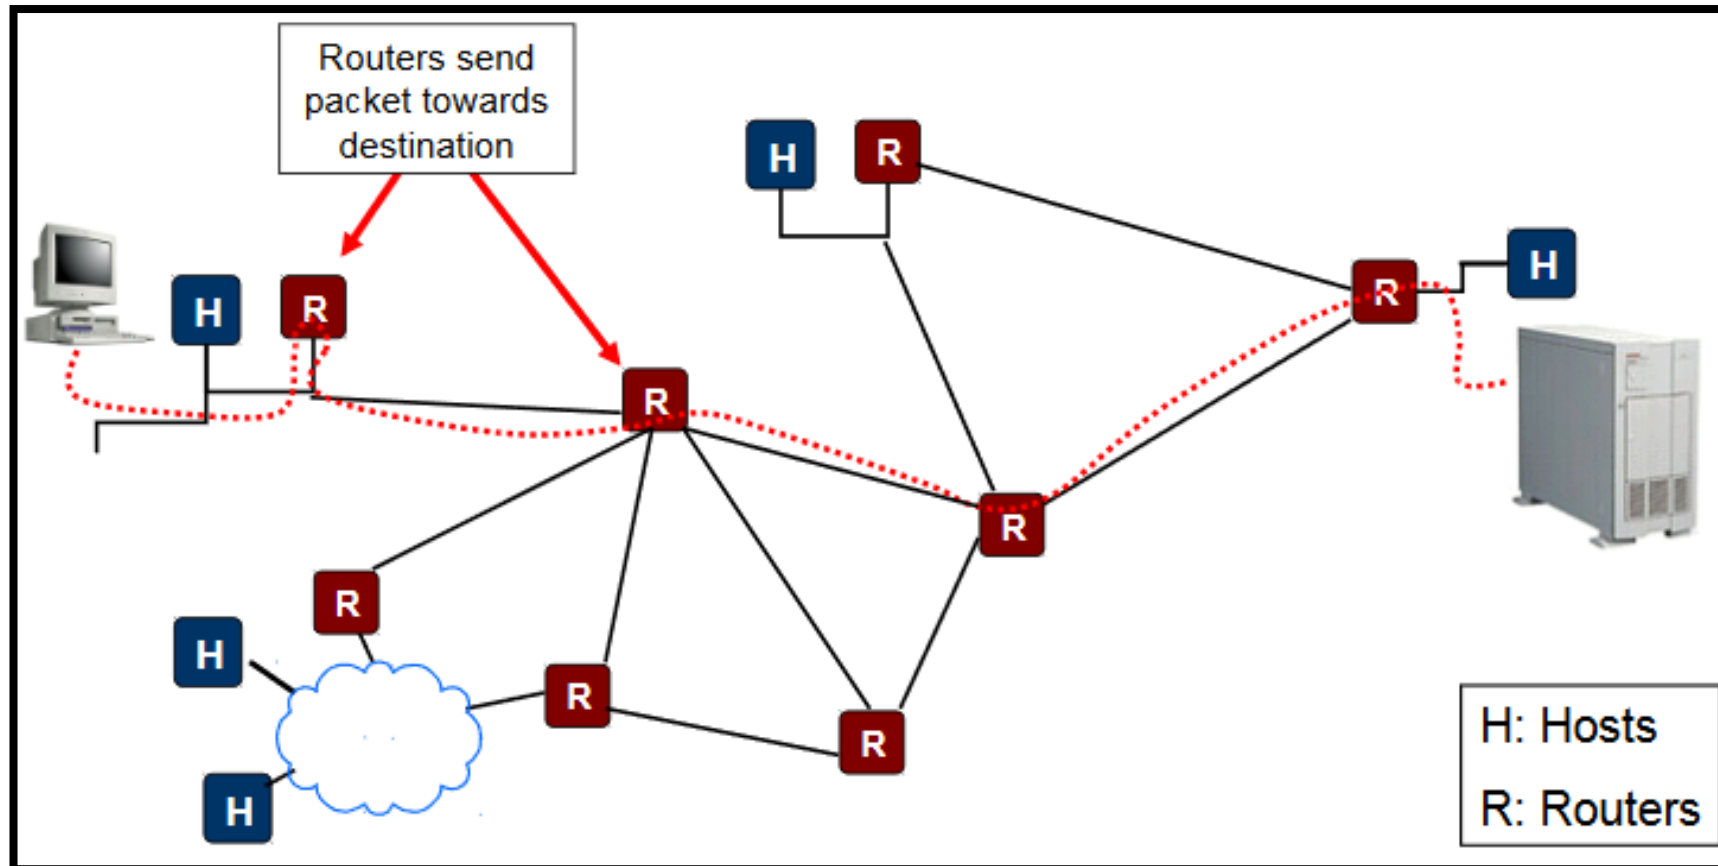 Routers send
packet towards
destination
H
R
H
R
H
R
R
R
R
H
R
R
H
H: Hosts
R: Routers